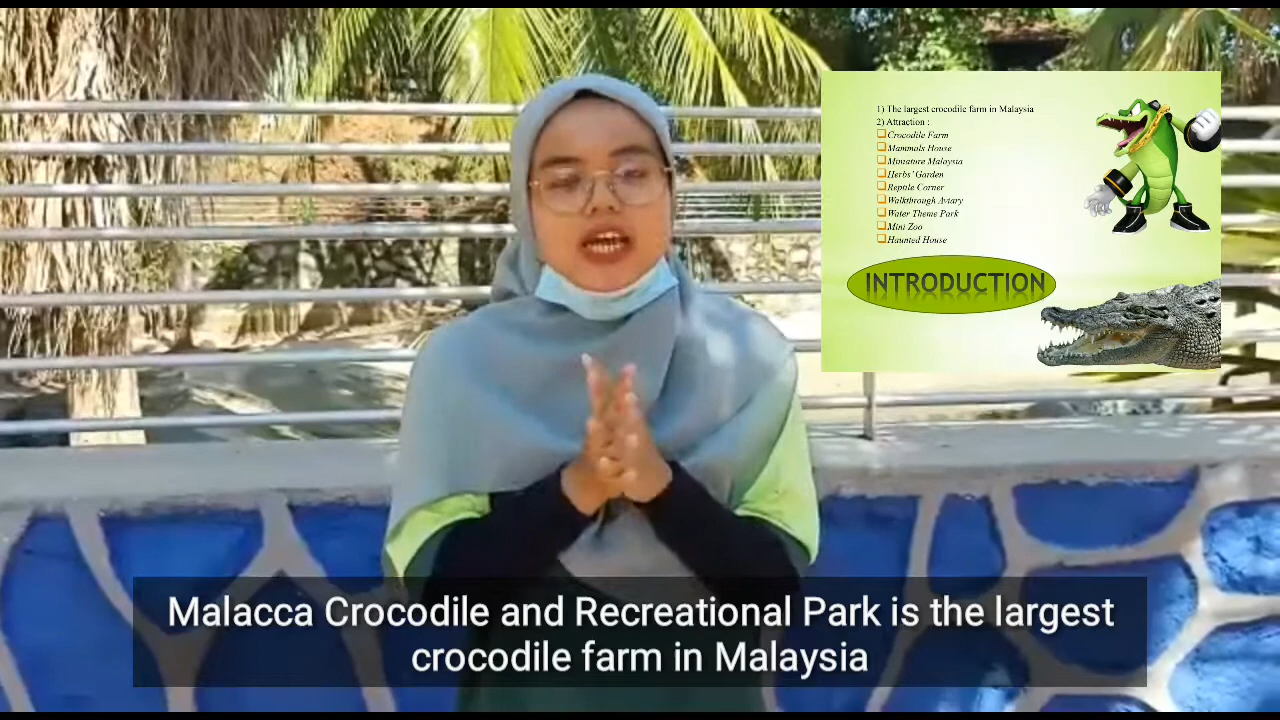 1) The largest crocodile farm in Malaysia
2) Attraction :
Crocodile Farm
Mammals House
Miniature Malaysia
Herbs' Garden
Reptile Corner
Walkthrough Aviary
Water Theme Park
Mini Zoo
Haunted House
INTRODUCTION
Malacca Crocodile and Recreational Park is the largest
crocodile farm in Malaysia